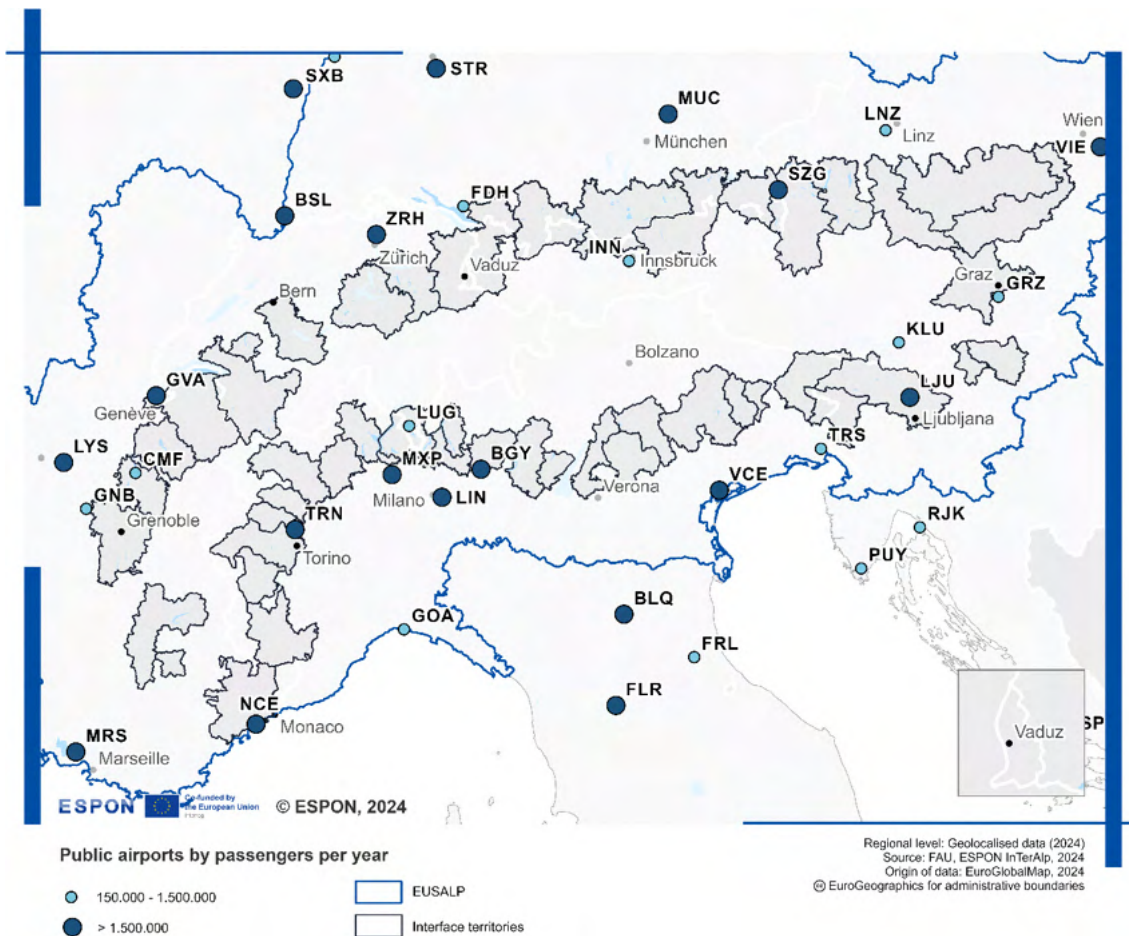 STR
SXB
MUC
LNZ
Linz
Wien
VIE
München
SZG
FDH
BSL
ZRH
Zürich
Vaduz
INN
Innsbruck
Graz
GRZ
Bern
KLU
Bolzano
GVA
Genève
LJU
Ljubljana
LUG
TRS
LYS
CMF
MXP
BGY
VCE
GNB
Milano
LIN
Verona
Grenoble
TRN
Torino
RJK
PUY
GOA
BLQ
FRL
NCE
FLR
Monaco
MRS
Marseille
Vaduz
SP
ESPON
Co-funded by
the European Union
© ESPON, 2024
Regional level: Geolocalised data (2024)
Source: FAU, ESPON InTerAlp, 2024
Origin of data: EuroGlobalMap, 2024
EuroGeographics for administrative boundaries
Public airports by passengers per year
150.000 - 1.500.000
EUSALP
> 1.500.000
Interface territories